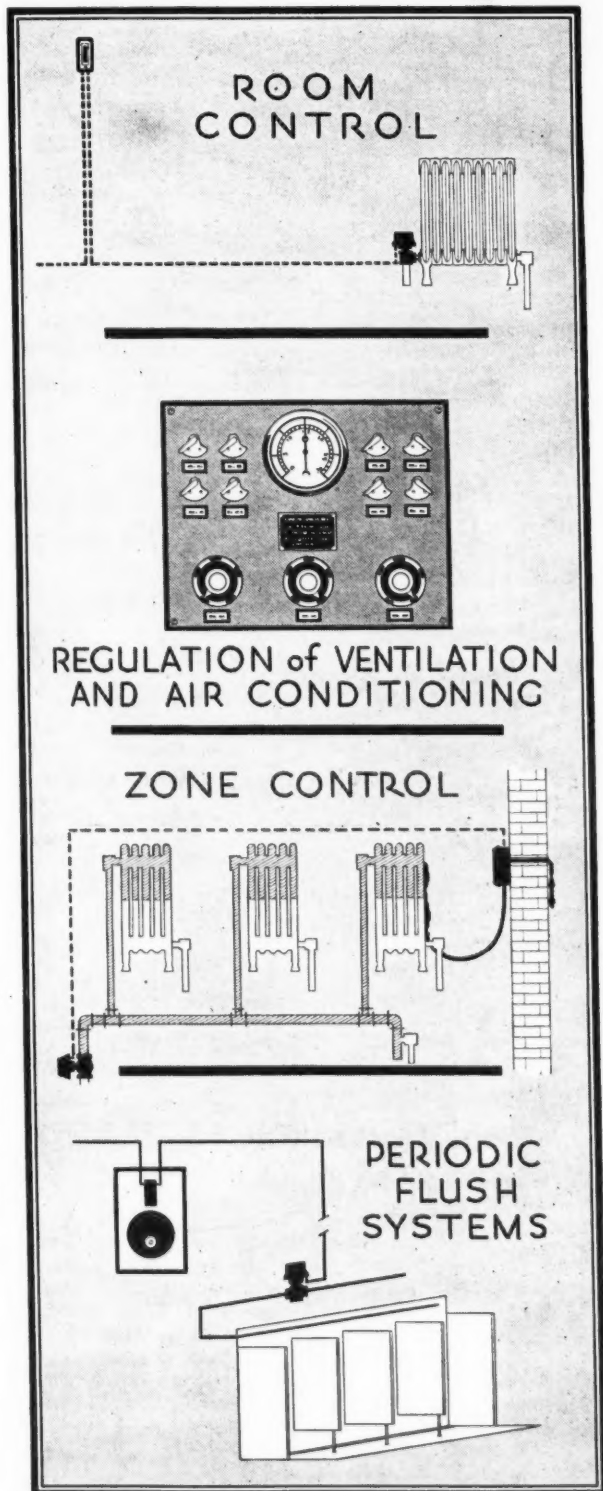 ROOM
CONTROL
REGULATION of VENTILATION
AND AIR CONDITIONING
ZONE CONTROL
PERIODIC
FLUSH
SYSTEMS